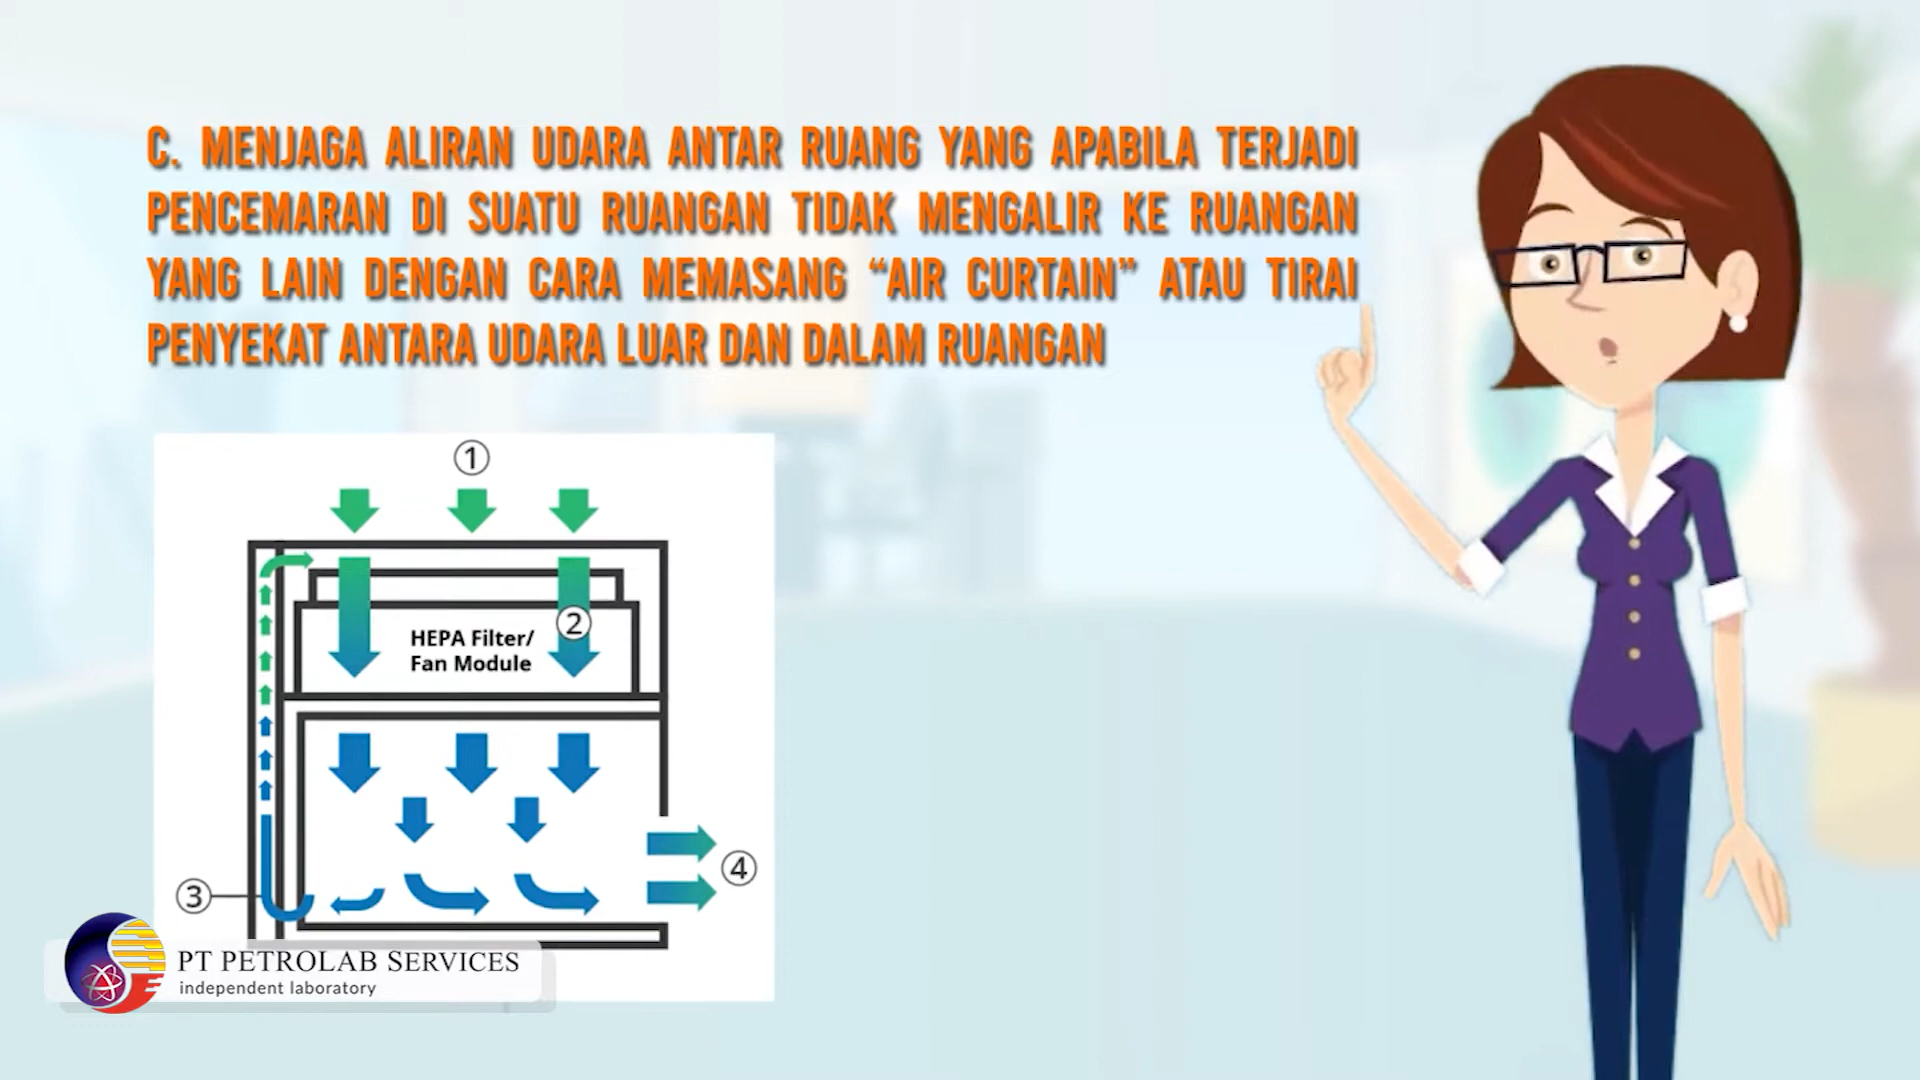 C. MENJAGA ALIRAN UDARA ANTAR RUANG YANG APABILA TERJADI
PENCEMARAN DI SUATU RUANGAN TIDAK MENGALIR KE RUANGAN
YANG LAIN DENGAN CARA MEMASANG “AIR CURTAIN” ATAU TIRAI
PENYEKAT ANTARA UDARA LUAR DAN DALAM RUANGAN
①
②
HEPA Filter/
Fan Module
④
③
PT PETROLAB SERVICES
independent laboratory